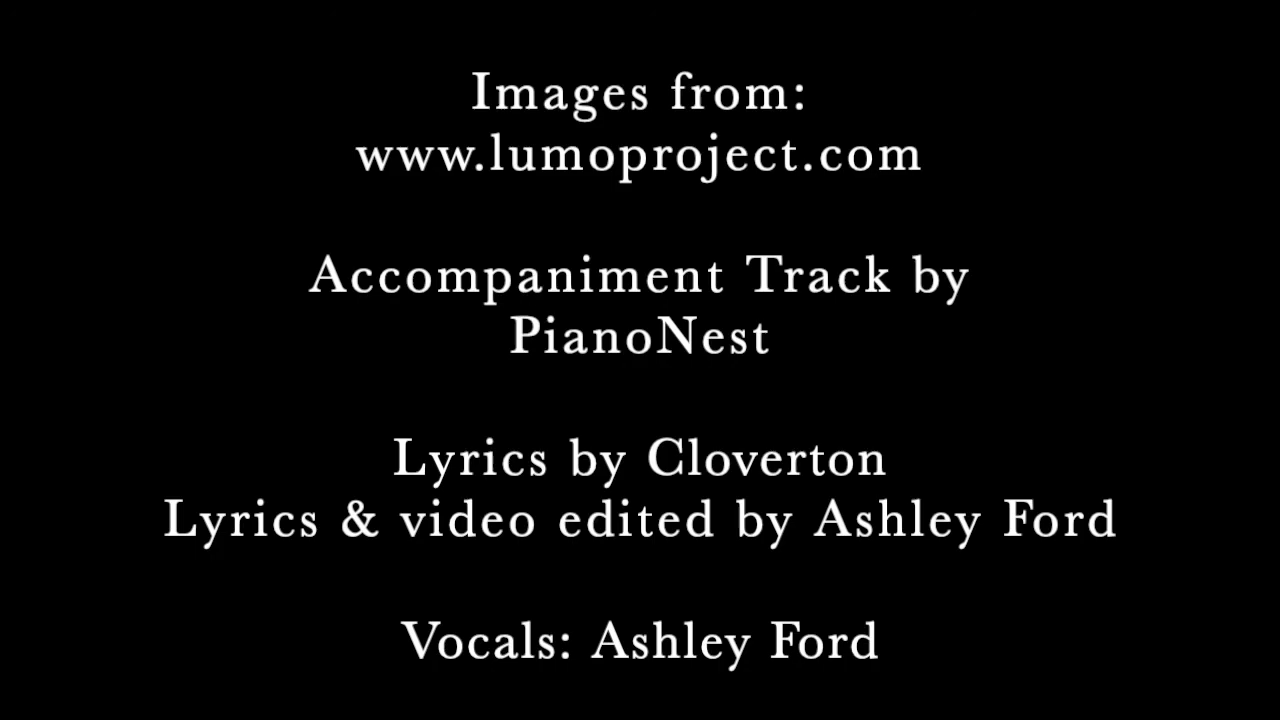 Images from:
www.lumoproject.com
Accompaniment Track by
PianoNest
Lyrics by Cloverton
Lyrics & video edited by Ashley Ford
Vocals: Ashley Ford